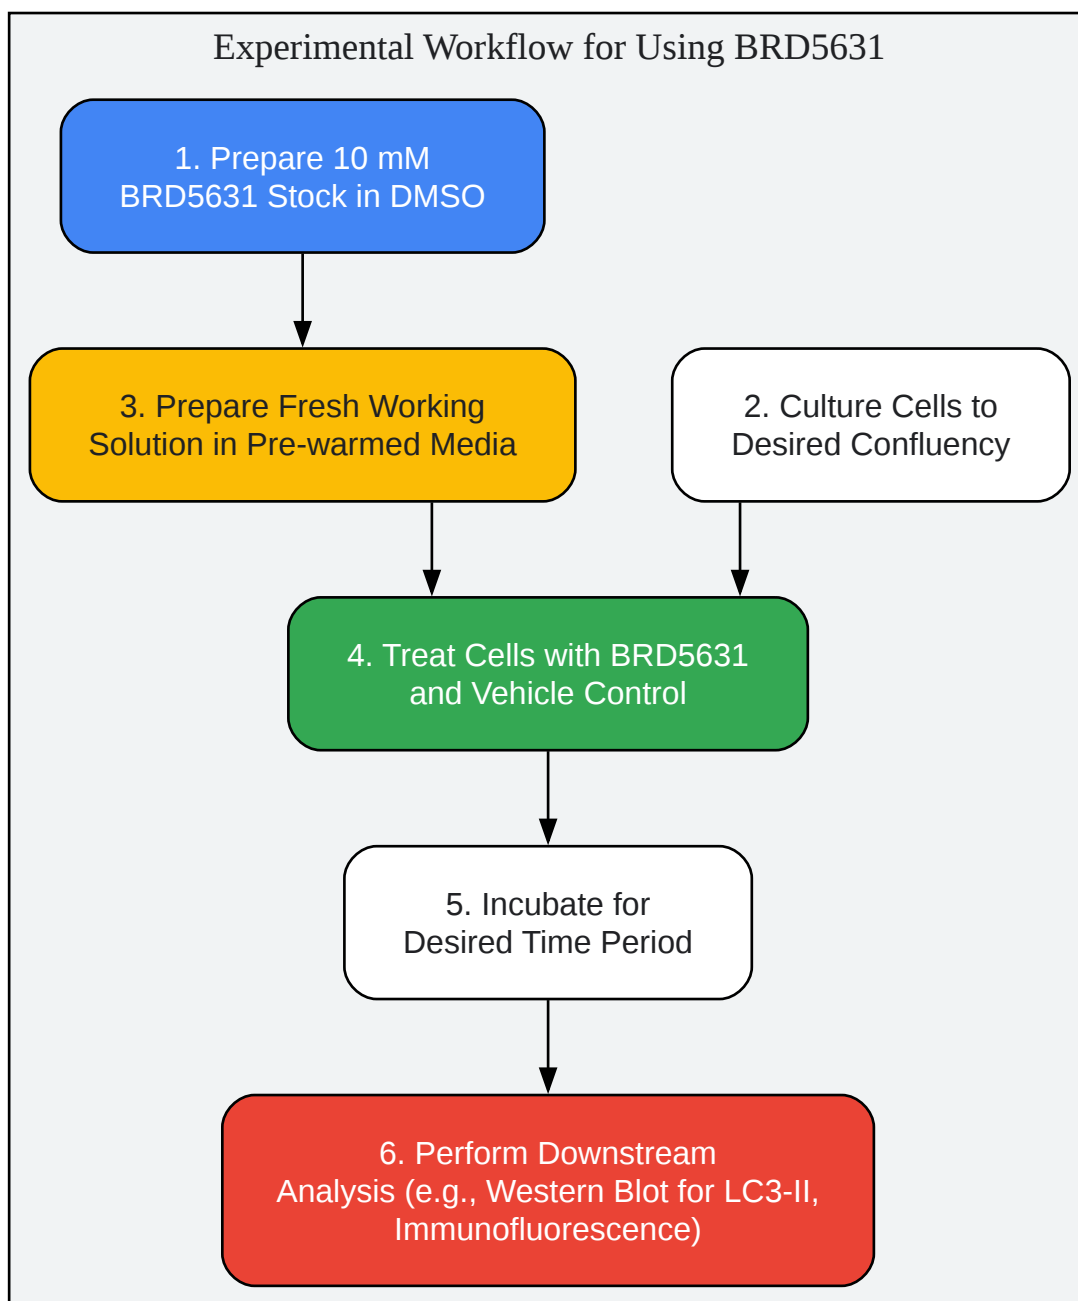 Experimental Workflow for Using BRD5631
1. Prepare 10 mM
BRD5631 Stock in DMSO
3. Prepare Fresh Working
Solution in Pre-warmed Media
2. Culture Cells to
Desired Confluency
4. Treat Cells with BRD5631
and Vehicle Control
5. Incubate for
Desired Time Period
6. Perform Downstream
Analysis (e.g., Western Blot for LC3-II,
Immunofluorescence)